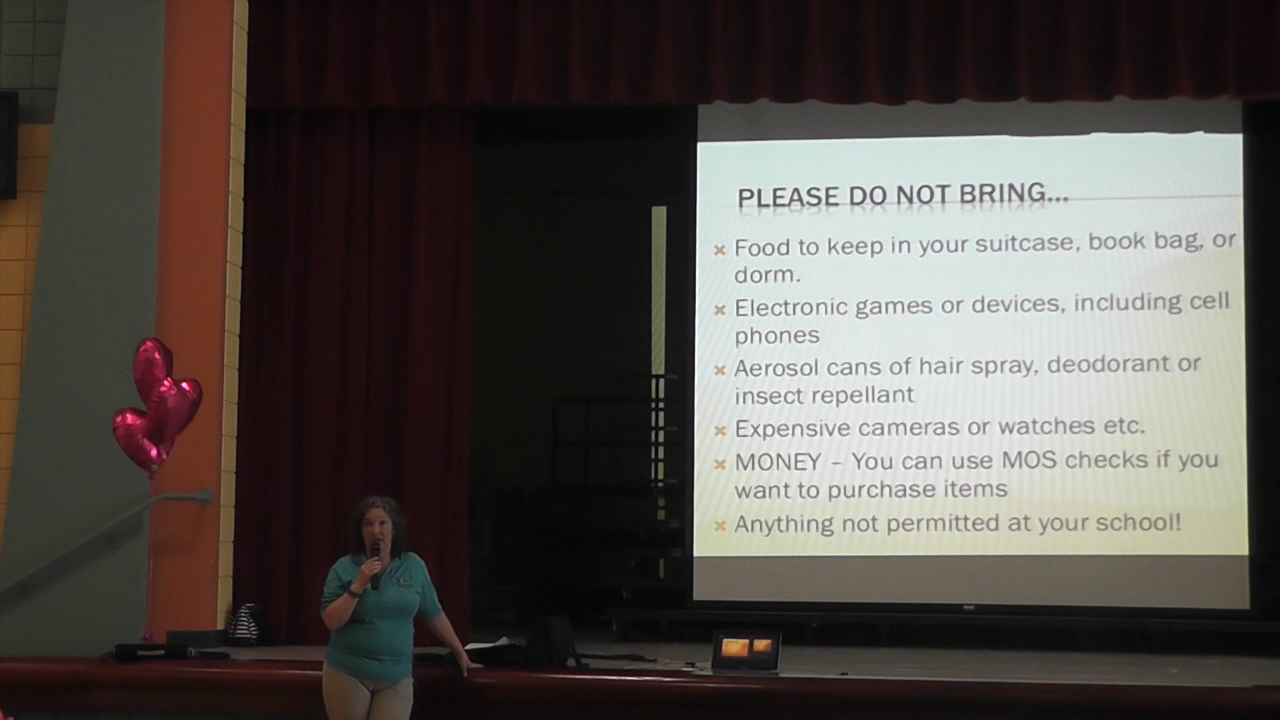 PLEASE DO NOT BRING...
Food to keep in your suitcase, book bag, or
dorm.
Electronic games or devices, including cell
phones
Aerosol cans of hair spray, deodorant or
insect repellant
Expensive cameras or watches etc.
MONEY – You can use MOS checks if you
want to purchase items
Anything not permitted at your school!